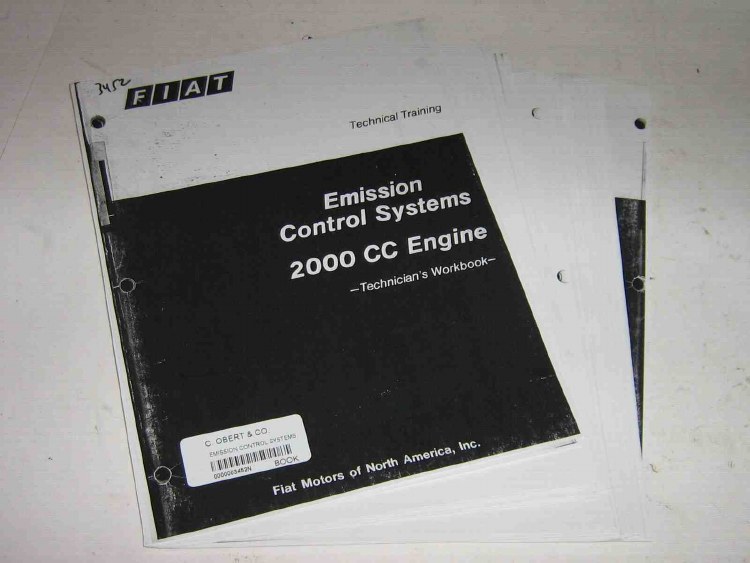 3452
FIAT
Technical Training
Emission
Control Systems
2000 CC Engine
—Technician's Workbook—
C. OBERT & CO.
EMISSION CONTROL SYSTEMS
0000003452N
BOOK
Fiat Motors of North America, Inc.